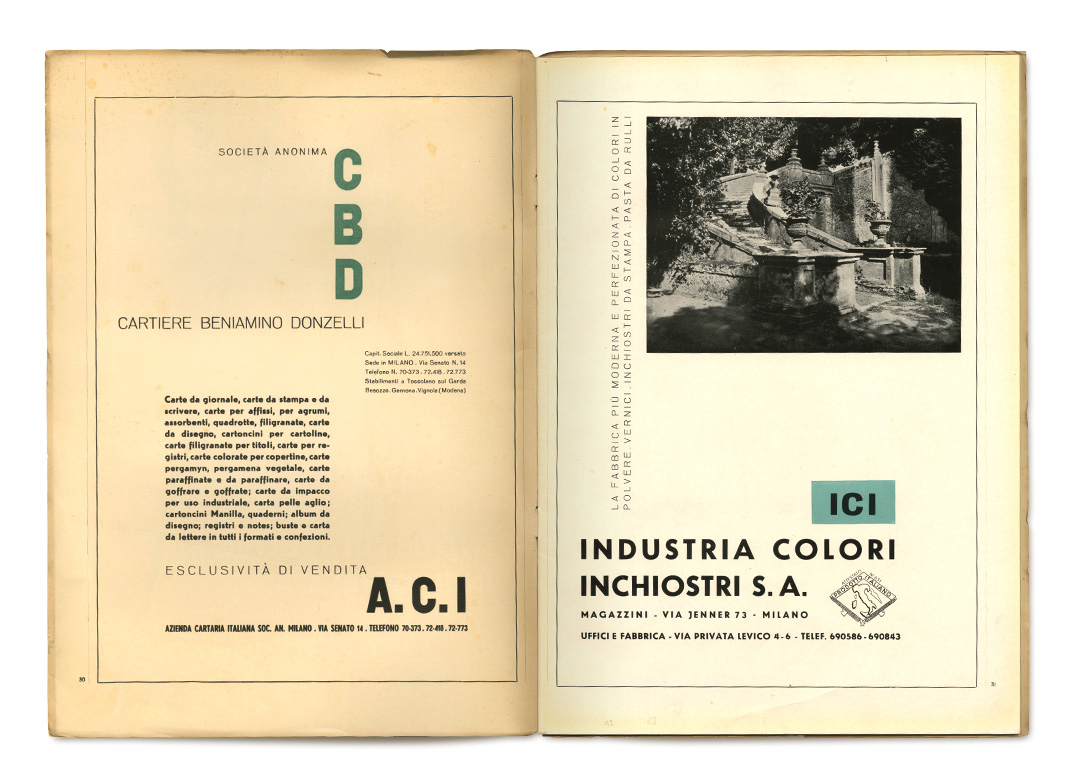 SOCIETÀ ANONIMA
C
B
D
CARTIERE BENIAMINO DONZELLI
Capit. Sociale L. 24.751.500 versato
Sede in MILANO . Via Senato N. 14
Telefono N. 70-373 . 72.418 . 72.773
Stabilimenti a Toscolano sul Garda
Besozzo . Gemona . Vignola (Modena)
Carte da giornale, carte da stampa e da
scrivere, carte per affissi, per agrumi,
assorbenti, quadrotte, filigranate, carte
da disegno, cartoncini per cartoline,
carte filigranate per titoli, carte per re-
gistri, carte colorate per copertine, carte
pergamyn, pergamena vegetale, carte
paraffinate e da paraffinare, carte da
goffrare e goffrate; carte da impacco
per uso industriale, carta pelle aglio;
cartoncini Manilla, quaderni; album da
disegno; registri e notes; buste e carta
da lettere in tutti i formati e confezioni.
ESCLUSIVITÀ DI VENDITA
A.C.I
AZIENDA CARTARIA ITALIANA SOC. AN. MILANO . VIA SENATO 14 . TELEFONO 70-373 . 72-418 . 72-773
30
LA FABBRICA PIÙ MODERNA E PERFEZIONATA DI COLORI IN
POLVERE . VERNICI . INCHIOSTRI DA STAMPA . PASTA DA RULLI
ICI
INDUSTRIA COLORI
INCHIOSTRI S. A.
PRODOTTO ITALIANO
MAGAZZINI - VIA JENNER 73 - MILANO
UFFICI E FABBRICA - VIA PRIVATA LEVICO 4-6 - TELEF. 690586 - 690843
31